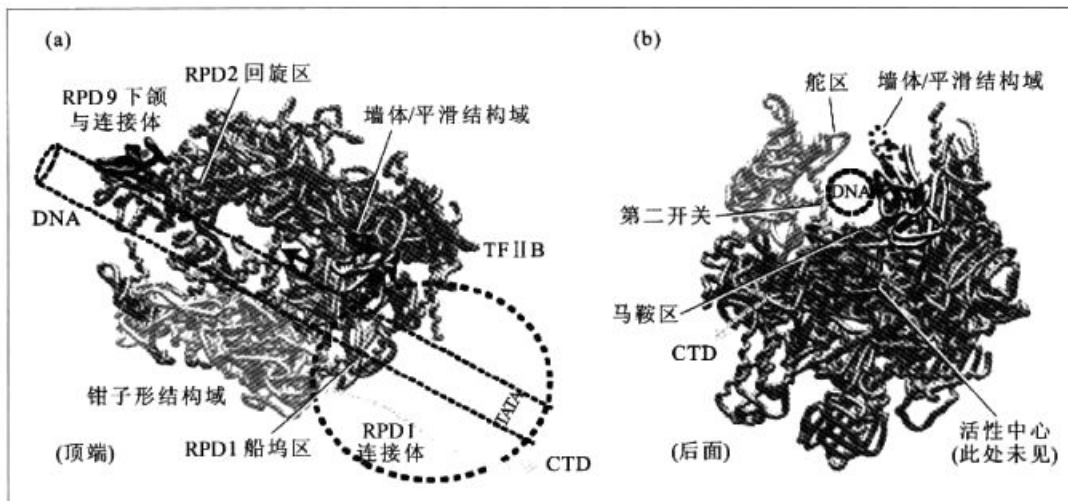 (a)
RPD2 回旋区
RPD9 下颌
与连接体
墙体/平滑结构域
DNA
TFⅡB
钳子形结构域
RPD1 船坞区
RPD1
连接体
TATA
CTD
(顶端)
(b)
舵区
墙体/平滑结构域
DNA
第二开关
马鞍区
CTD
活性中心
(此处未见)
(后面)